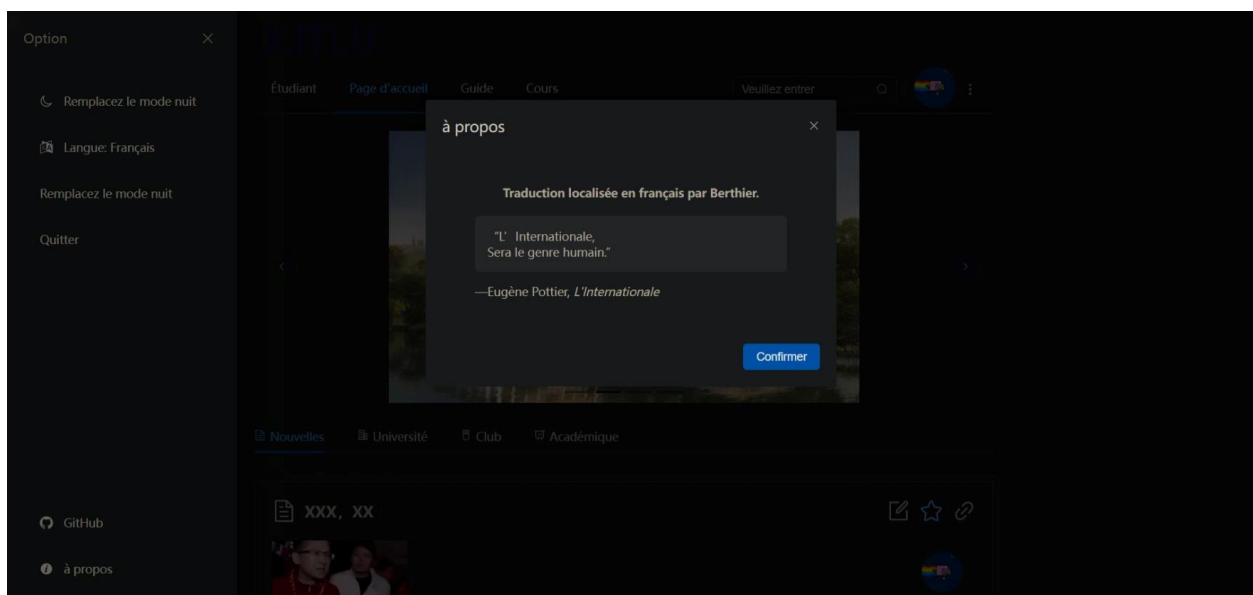 Option
Remplacez le mode nuit
Langue: Français
Remplacez le mode nuit
Quitter
GitHub
à propos
Étudiant Page d'accueil Guide Cours Veuillez entrer
à propos
Traduction localisée en français par Berthier.
“L’ Internationale,
Sera le genre humain.”
—Eugène Pottier, L'Internationale
Confirmer
Nouvelles Université Club Académique
xxx, xx